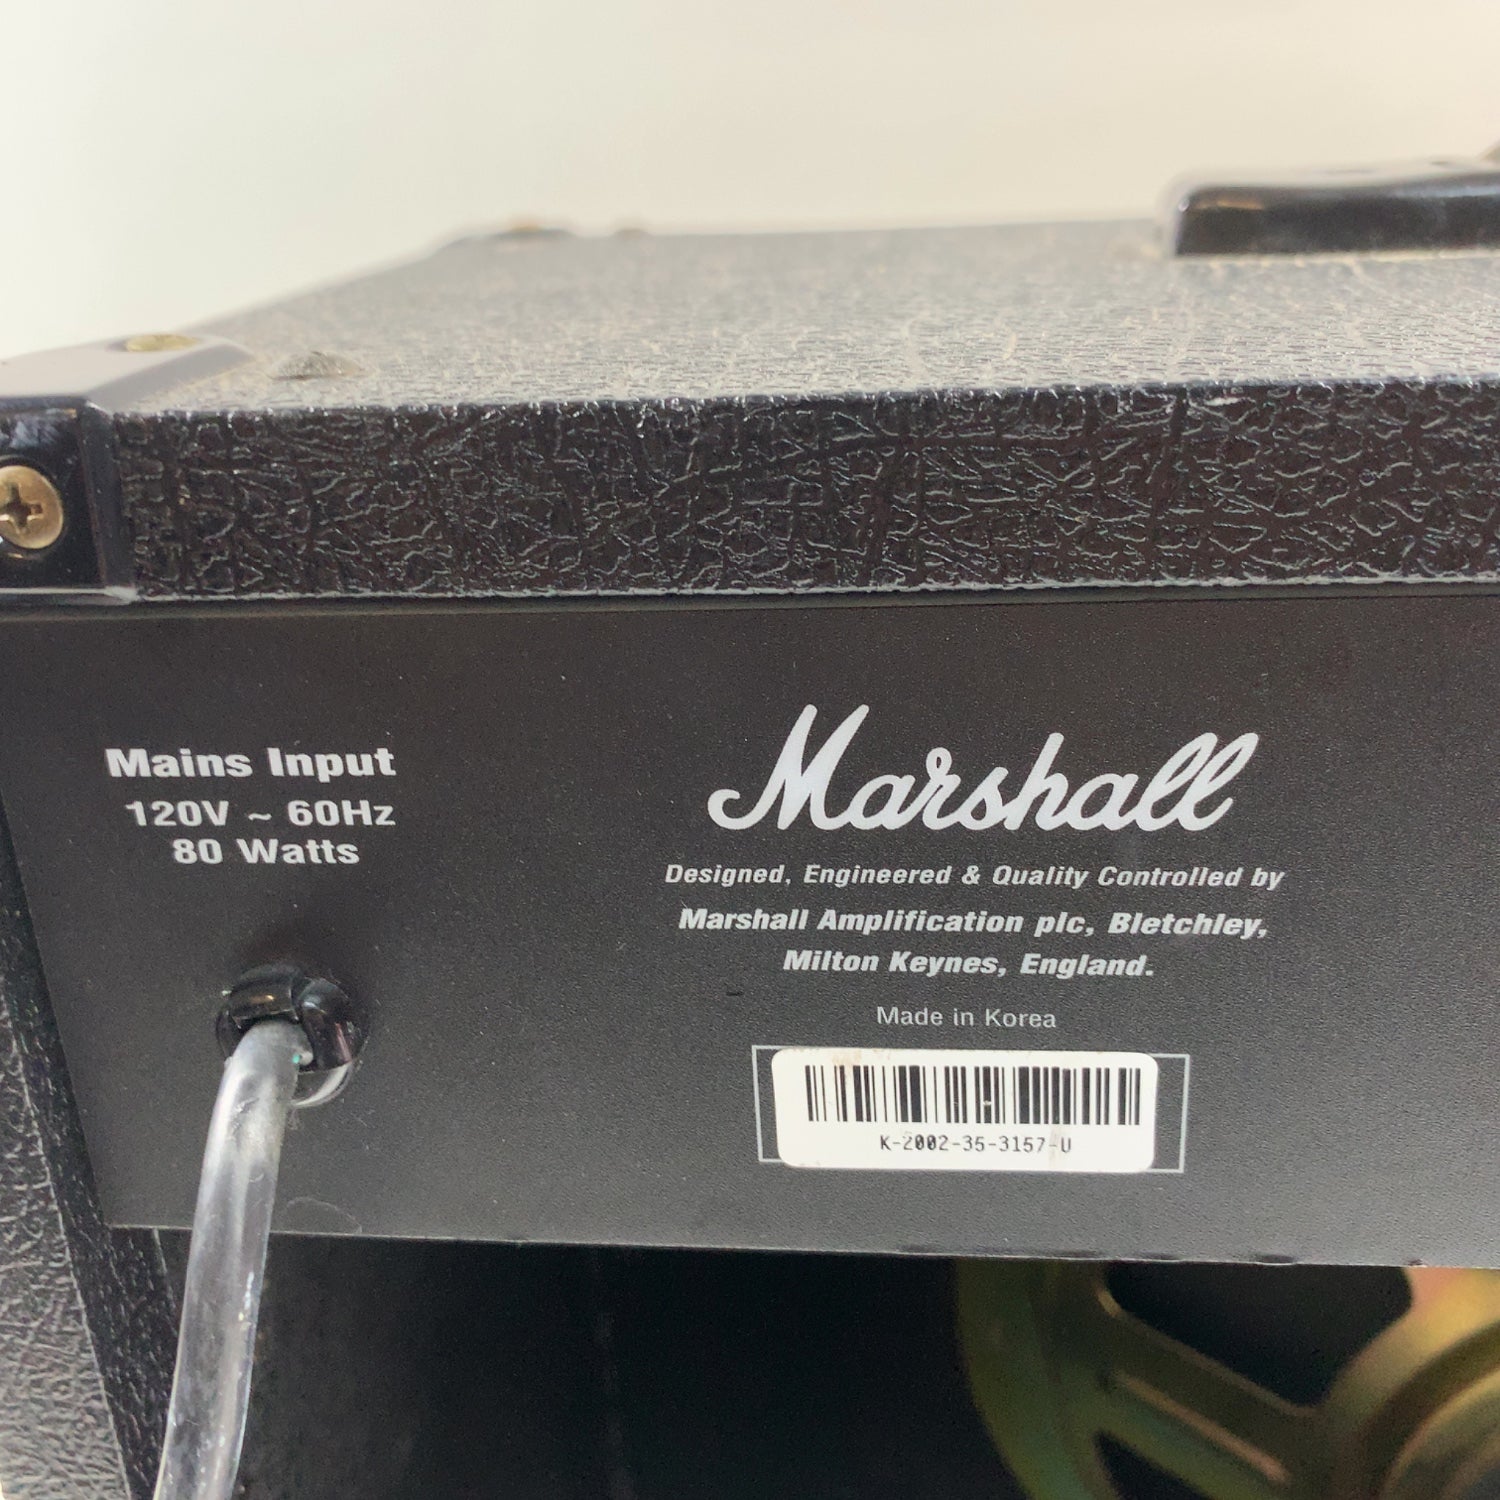 Mains Input
120V ~ 60Hz
80 Watts
Marshall
Designed, Engineered & Quality Controlled by
Marshall Amplification plc, Bletchley,
Milton Keynes, England.
Made in Korea
K-2002-35-3157-U